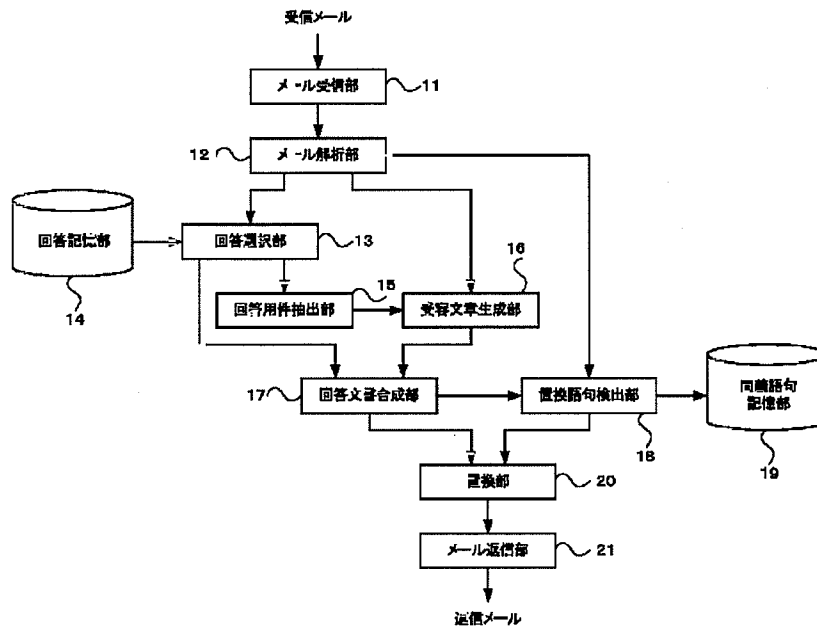 受信メール
メール受信部
11
12
メール解析部
回答記憶部
14
回答選択部
13
16
15
回答用件抽出部
受容文章生成部
17
回答文書合成部
置換語句検出部
18
同義語句
記憶部
19
置換部
20
メール返信部
21
返信メール